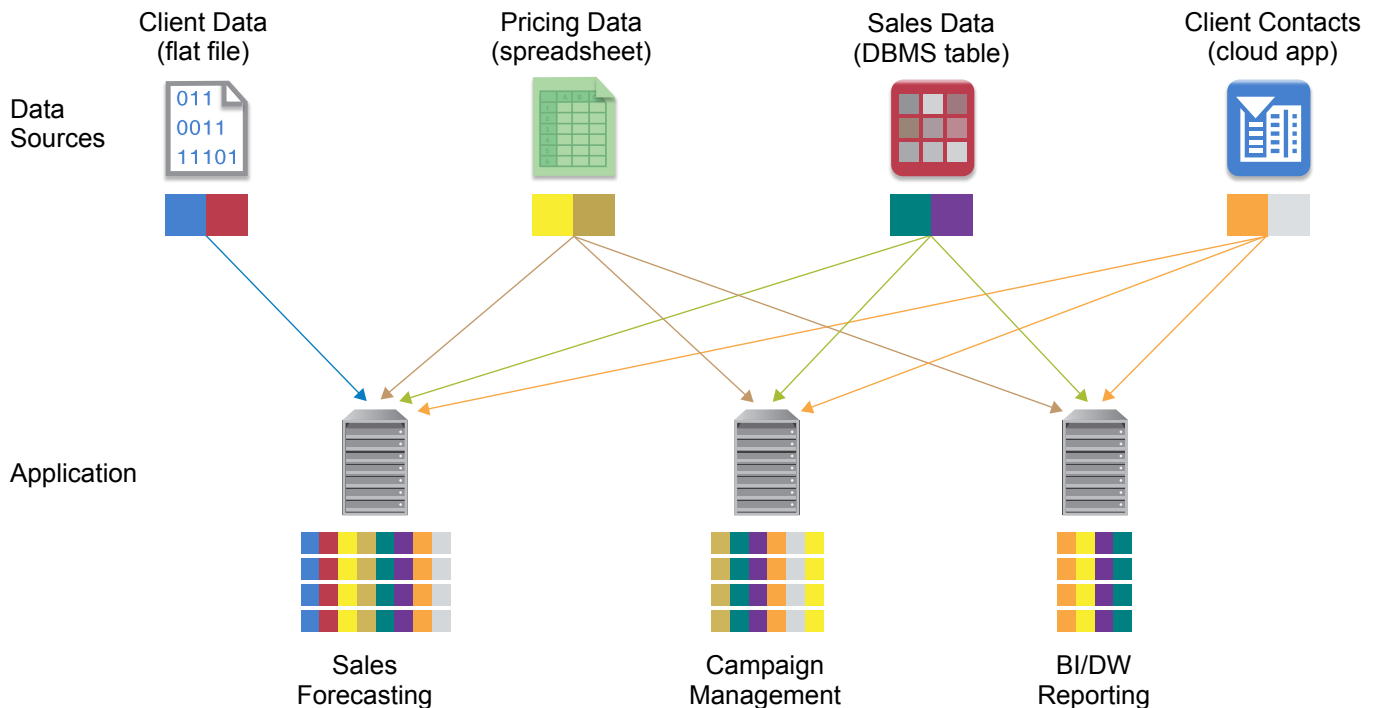 Client Data
(flat file)
Pricing Data
(spreadsheet)
Sales Data
(DBMS table)
Client Contacts
(cloud app)
Data
Sources
011
0011
11101
Application
Sales
Forecasting
Campaign
Management
BI/DW
Reporting